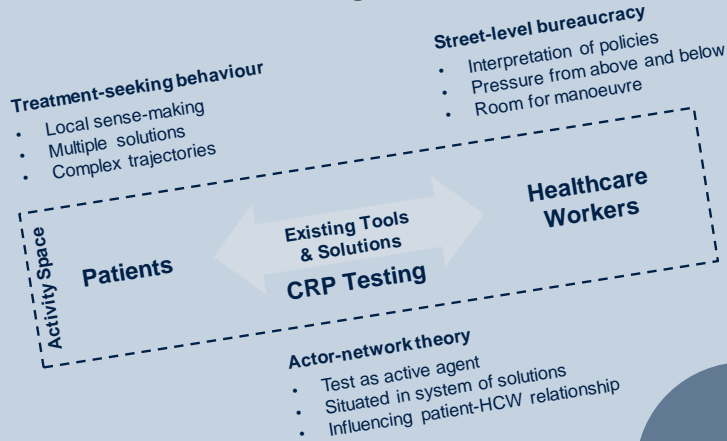 Street-level bureaucracy
• Interpretation of policies
• Pressure from above and below
• Room for manoeuvre
Treatment-seeking behaviour
• Local sense-making
• Multiple solutions
• Complex trajectories
Activity Space
Patients
Existing Tools
& Solutions
CRP Testing
Healthcare
Workers
Actor-network theory
• Test as active agent
• Situated in system of solutions
• Influencing patient-HCW relationship